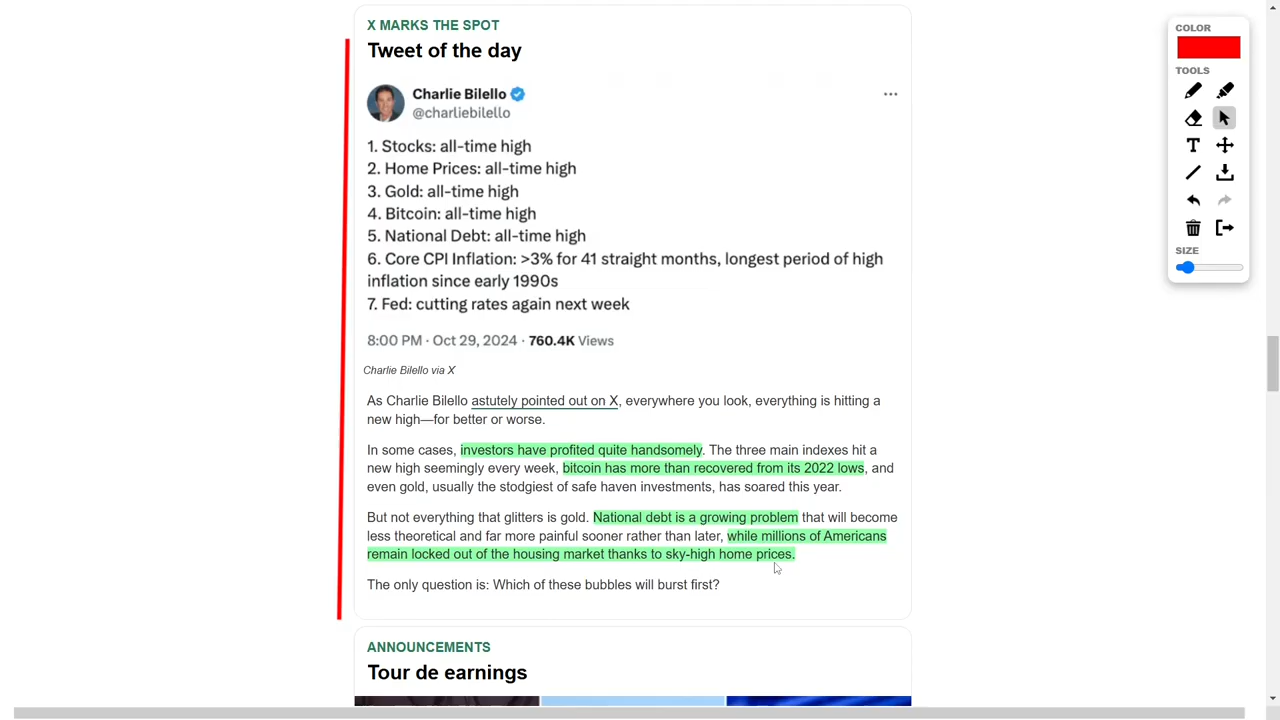 X MARKS THE SPOT
Tweet of the day
Charlie Bilello
@charliebilello
1. Stocks: all-time high
2. Home Prices: all-time high
3. Gold: all-time high
4. Bitcoin: all-time high
5. National Debt: all-time high
6. Core CPI Inflation: >3% for 41 straight months, longest period of high
inflation since early 1990s
7. Fed: cutting rates again next week
8:00 PM · Oct 29, 2024 · 760.4K Views
Charlie Bilello via X
As Charlie Bilello astutely pointed out on X, everywhere you look, everything is hitting a
new high—for better or worse.
In some cases, investors have profited quite handsomely. The three main indexes hit a
new high seemingly every week, bitcoin has more than recovered from its 2022 lows, and
even gold, usually the stodgiest of safe haven investments, has soared this year.
But not everything that glitters is gold. National debt is a growing problem that will become
less theoretical and far more painful sooner rather than later, while millions of Americans
remain locked out of the housing market thanks to sky-high home prices.
The only question is: Which of these bubbles will burst first?
ANNOUNCEMENTS
Tour de earnings
COLOR
TOOLS
SIZE